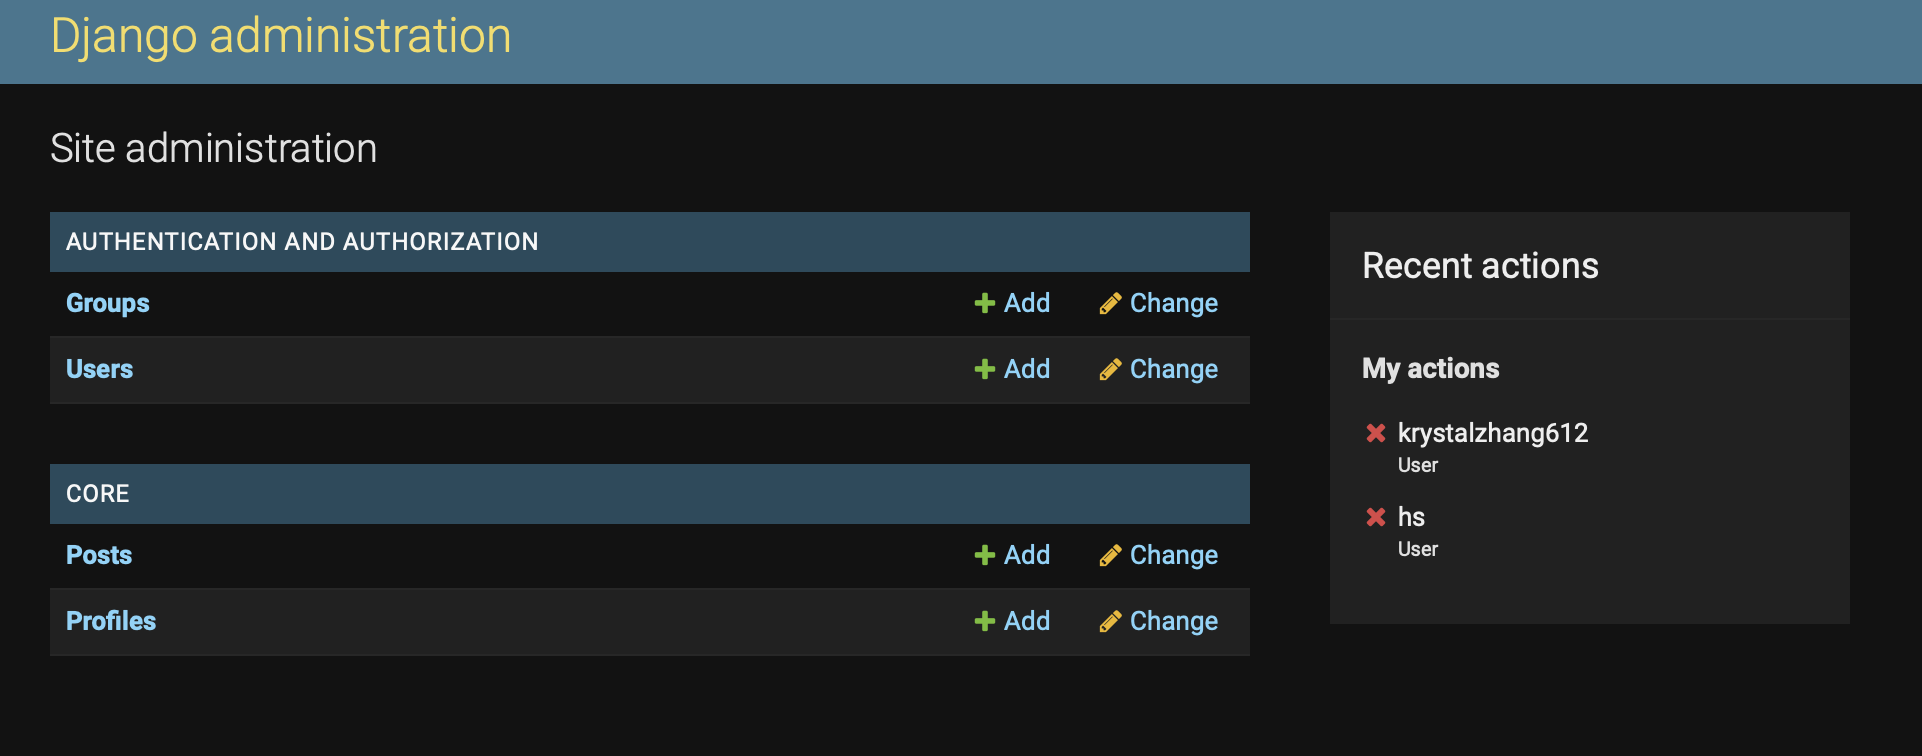 Django administration
Site administration
AUTHENTICATION AND AUTHORIZATION
Groups Add Change
Users Add Change
CORE
Posts Add Change
Profiles Add Change
Recent actions
My actions
krystalzhang612
User
hs
User